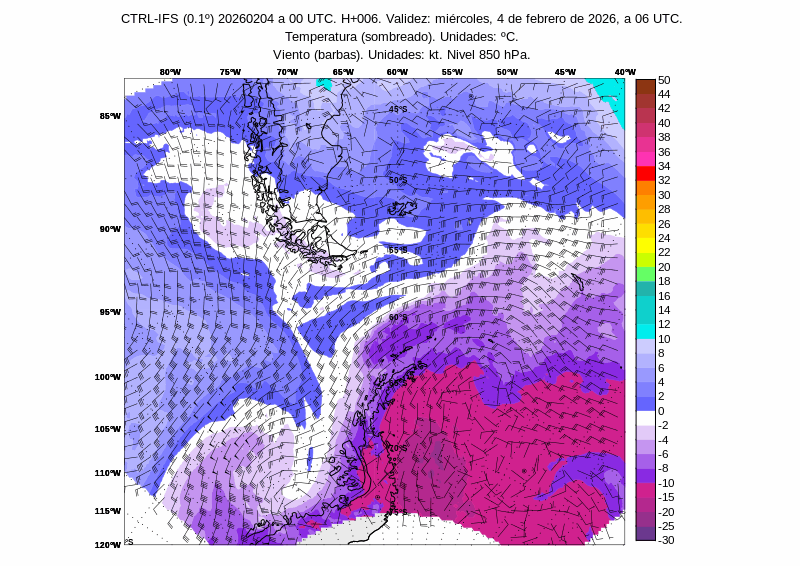 CTRL-IFS (0.1º) 20260204 a 00 UTC. H+006. Validez: miércoles, 4 de febrero de 2026, a 06 UTC.
Temperatura (sombreado). Unidades: ºC.
Viento (barbas). Unidades: kt. Nivel 850 hPa.
80°W 75°W 70°W 65°W 60°W 55°W 50°W 45°W 40°W
50
44
45°S
85°W
42
40
38
36
34
50°S
32
30
28
90°W
26
24
55°S
22
20
18
16
95°W
14
60°S
12
10
8
6
100°W
65°S
4
2
0
105°W
-2
-4
70°S
-6
110°W
-8
-10
-15
115°W
75°S
-20
-25
120°W
°S
-30